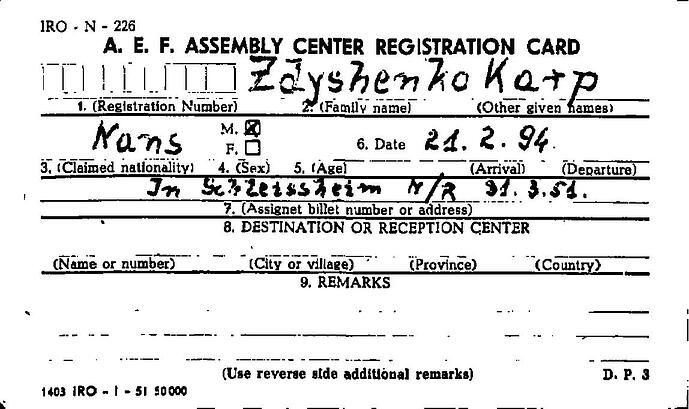 IRO - N - 226
A. E. F. ASSEMBLY CENTER REGISTRATION CARD
Zdyshenko Karp
1. (Registration Number) 2. (Family name) (Other given names)
Nans M. ☒ 6. Date 21. 2. 94.
F. ☐
3. (Claimed nationality) 4. (Sex) 5. (Age) (Arrival) (Departure)
In Schleissheim N/R 31. 3. 51.
7. (Assignet billet number or address)
8. DESTINATION OR RECEPTION CENTER
(Name or number) (City or village) (Province) (Country)
9. REMARKS
(Use reverse side additional remarks) D. P. 3
1403 IRO - I - 51 50000